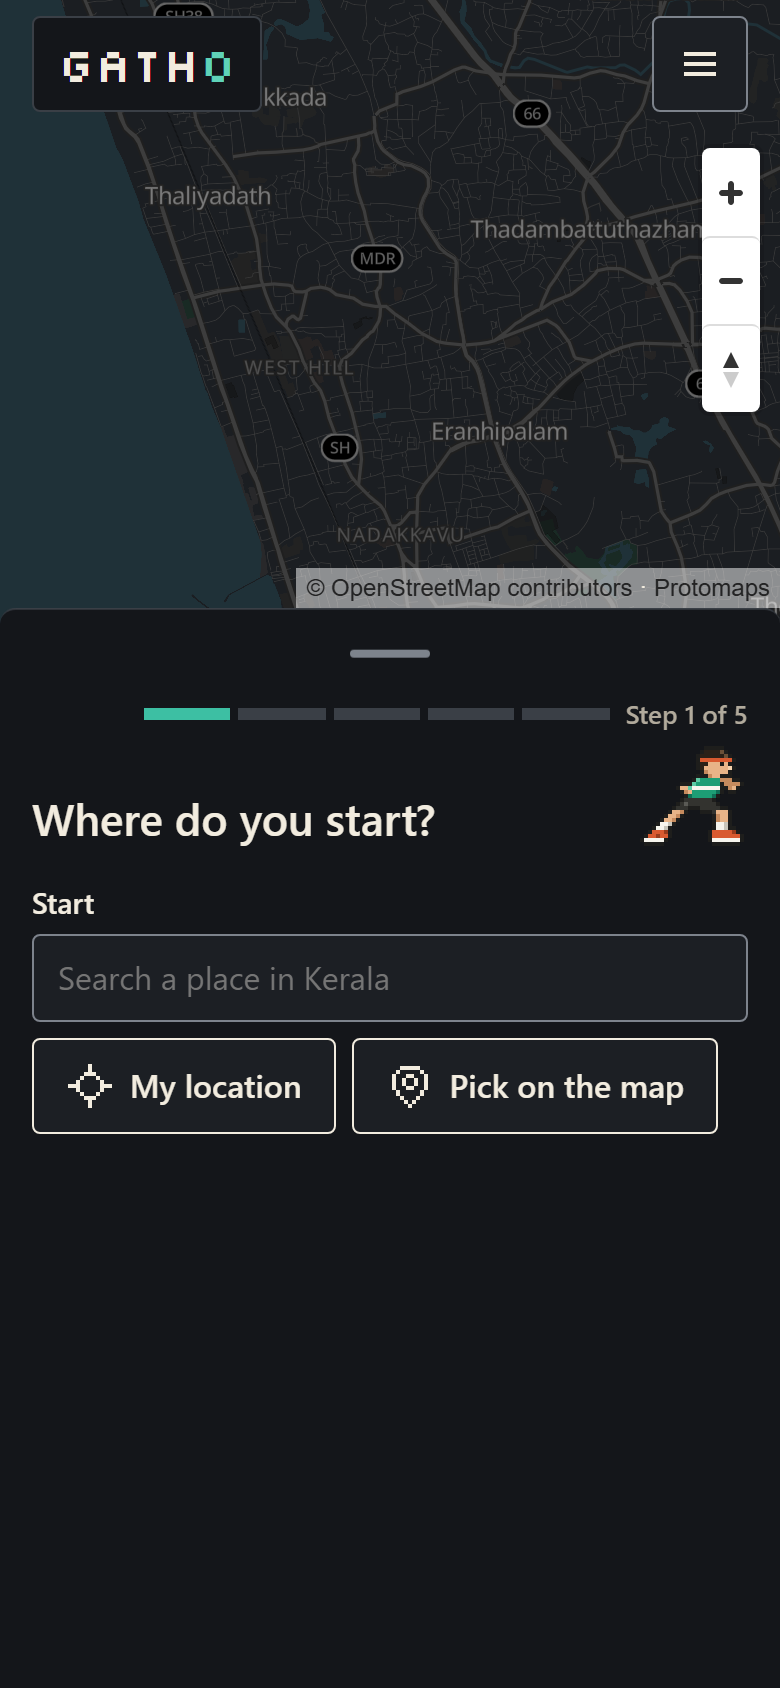 GATHO
kkada
66
Thaliyadath
Thadambattuthazham
MDR
WEST HILL
Eranhipalam
SH
NADAKKAVU
© OpenStreetMap contributors · Protomaps
Step 1 of 5
Where do you start?
Start
Search a place in Kerala
My location
Pick on the map